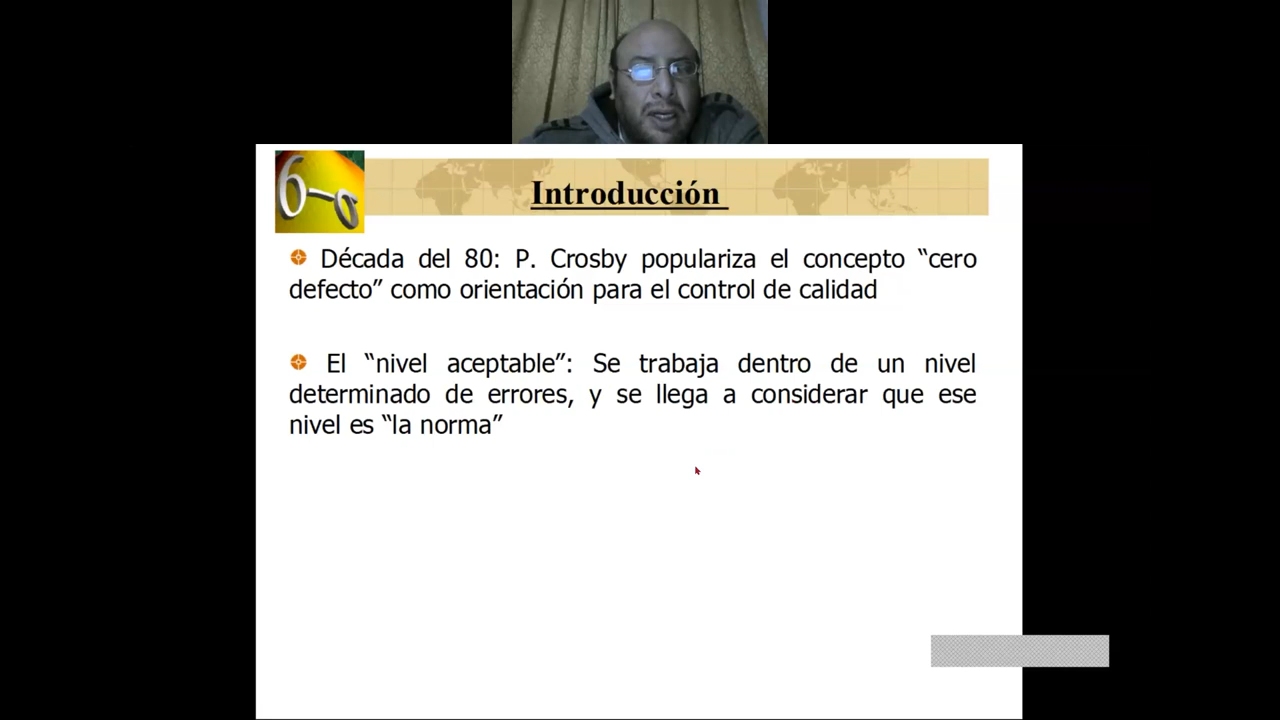 6-σ
Introducción
Década del 80: P. Crosby populariza el concepto “cero
defecto” como orientación para el control de calidad
El “nivel aceptable”: Se trabaja dentro de un nivel
determinado de errores, y se llega a considerar que ese
nivel es “la norma”